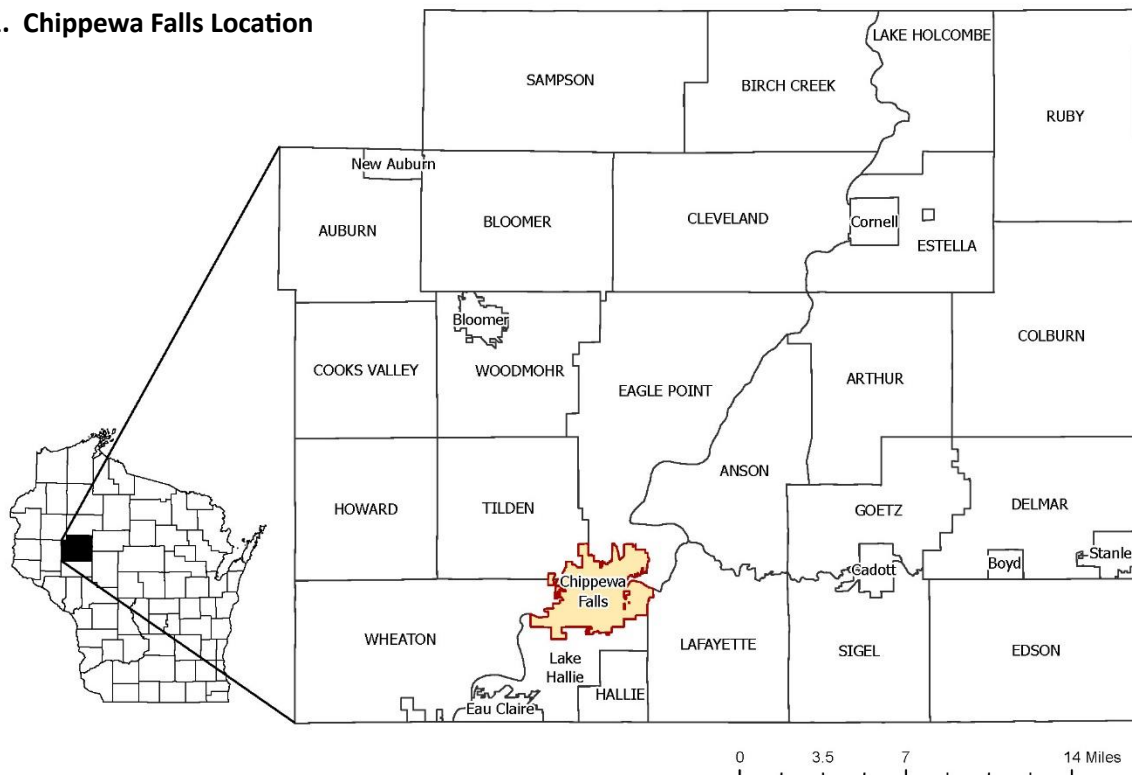 . Chippewa Falls Location
LAKE HOLCOMBE
SAMPSON
BIRCH CREEK
RUBY
New Auburn
AUBURN
BLOOMER
CLEVELAND
Cornell
ESTELLA
Bloomer
COOKS VALLEY
WOODMOHR
EAGLE POINT
ARTHUR
COLBURN
HOWARD
TILDEN
ANSON
GOETZ
DELMAR
Stanle
Cadott
Boyd
Chippewa
Falls
WHEATON
LAFAYETTE
SIGEL
EDSON
Lake
Hallie
HALLIE
Eau Claire
0 3.5 7 14 Miles